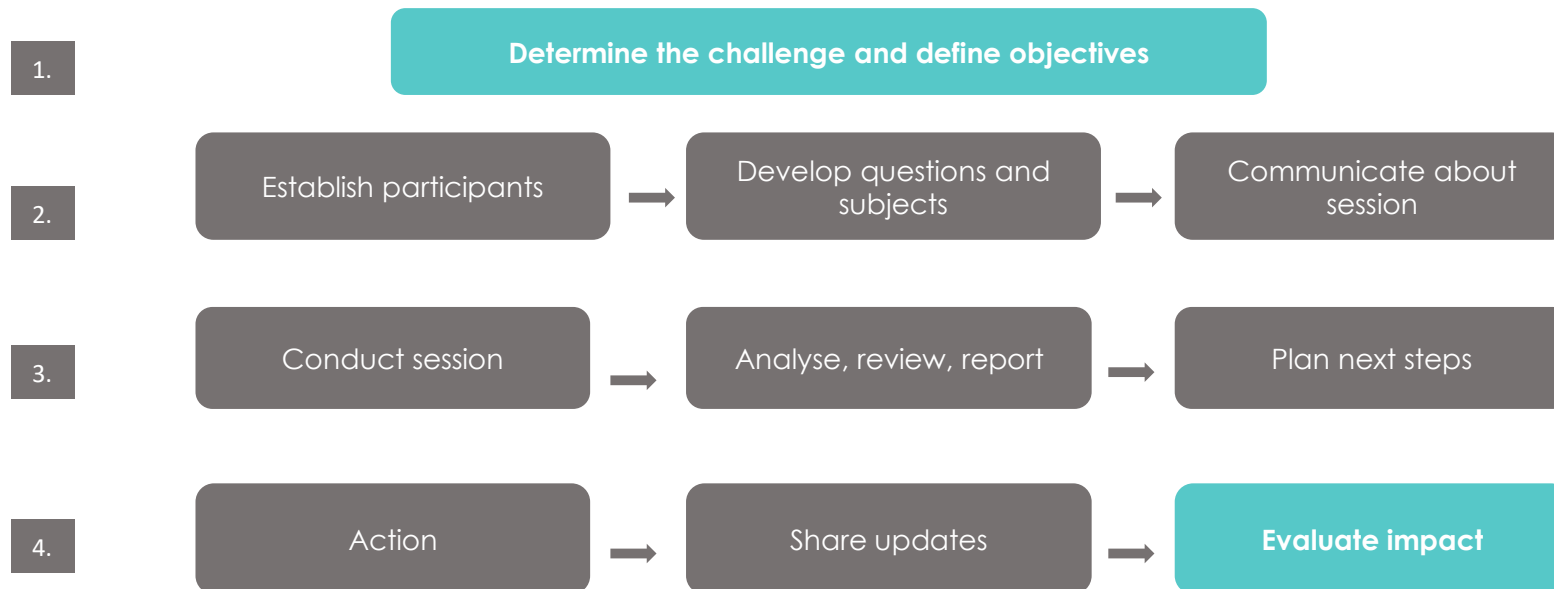 1.
Determine the challenge and define objectives
2.
Establish participants
Develop questions and
subjects
Communicate about
session
3.
Conduct session
Analyse, review, report
Plan next steps
4.
Action
Share updates
Evaluate impact